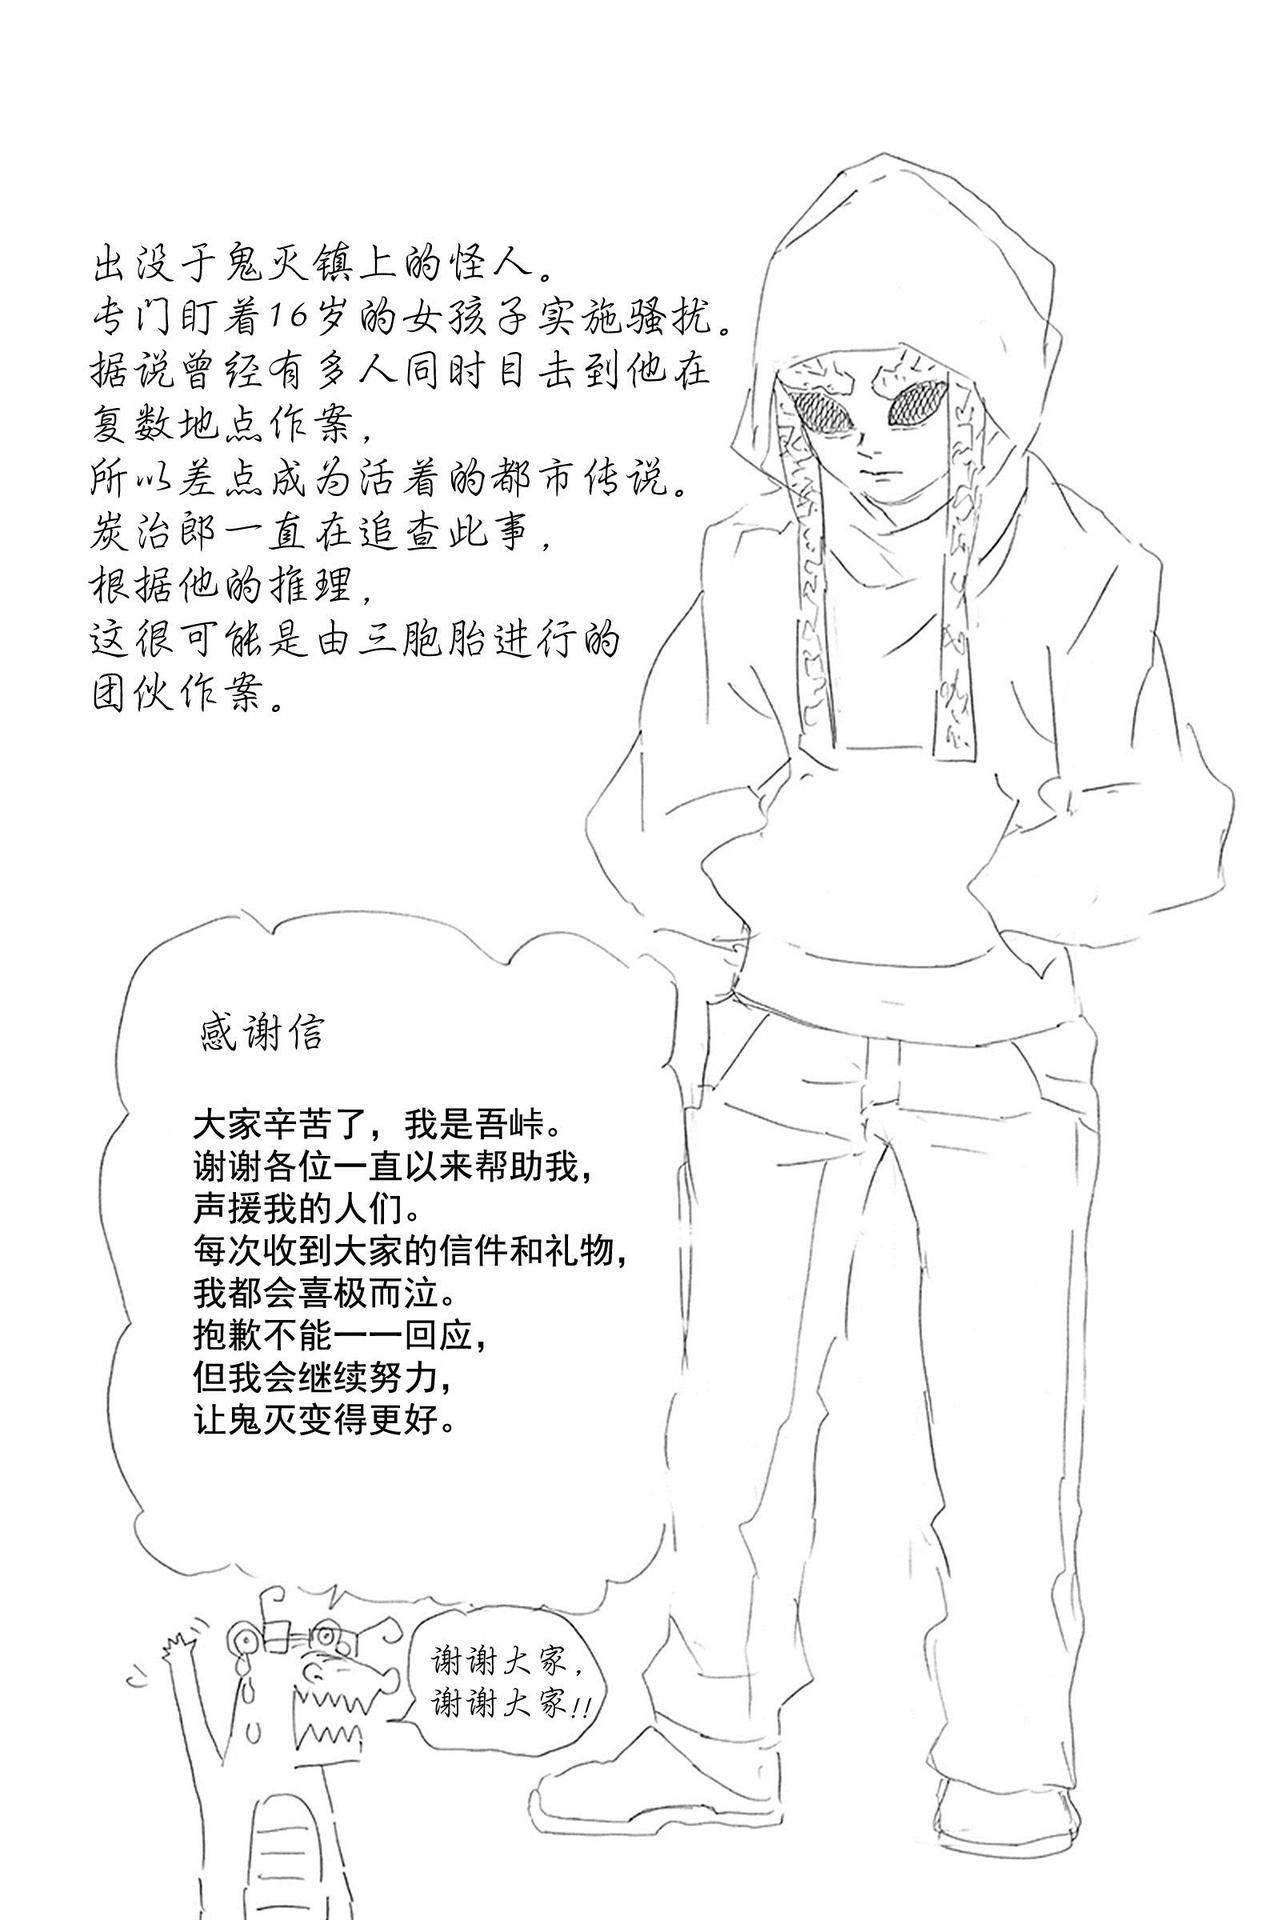 出没于鬼灭镇上的怪人。
专门盯着16岁的女孩子实施骚扰。
据说曾经有多人同时目击到他在
复数地点作案，
所以差点成为活着的都市传说。
炭治郎一直在追查此事，
根据他的推理，
这很可能是由三胞胎进行的
团伙作案。
感谢信
大家辛苦了，我是吾峠。
谢谢各位一直以来帮助我，
声援我的人们。
每次收到大家的信件和礼物，
我都会喜极而泣。
抱歉不能一一回应，
但我会继续努力，
让鬼灭变得更好。
谢谢大家，
谢谢大家!!